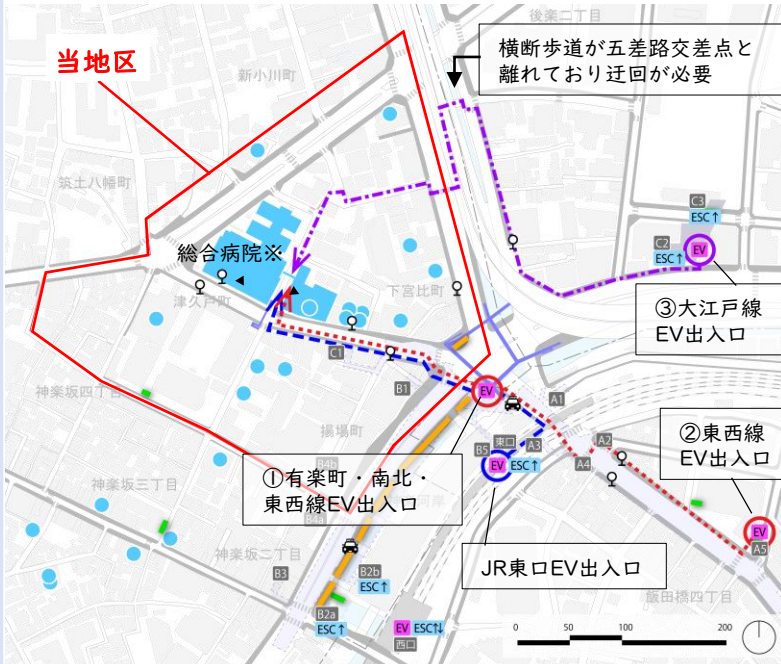 後楽二丁目
当地区
横断歩道が五差路交差点と
離れており迂回が必要
新小川町
筑土八幡町
C3
ESC↑
総合病院※
C2
ESC↑
EV
津久戸町
下宮比町
③大江戸線
EV出入口
C1
B1
EV
A1
神楽坂四丁目
揚場町
東口
B5
A3
A2
②東西線
EV出入口
B4b
EV
ESC↑
A4
①有楽町・南北・
東西線EV出入口
神楽坂三丁目
河岸
B4a
EV
A5
神楽坂二丁目
JR東口EV出入口
B3
B2b
ESC↑
飯田橋四丁目
B2a
ESC↑
EV
ESC↑↓
西口
0
50
100
200